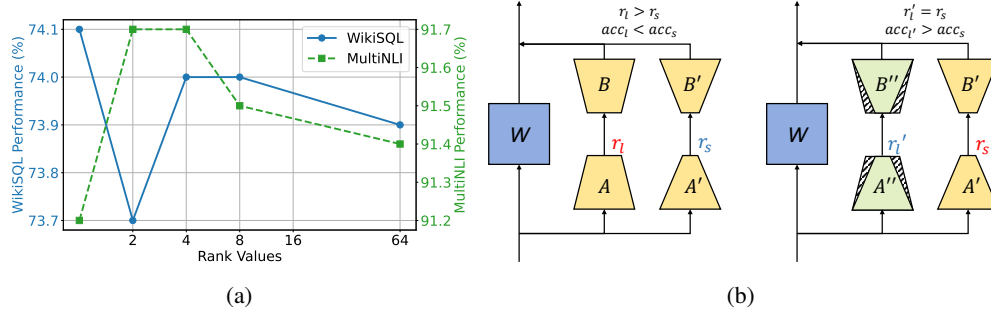 WikiSQL Performance (%)
74.1
74.0
73.9
73.8
73.7
WikiSQL
MultiNLI
91.7
91.6
91.5
91.4
91.3
91.2
MultiNLI Performance (%)
2 4 8 16 64
Rank Values
(a)
r_l > r_s
acc_l < acc_s
B B′
W
r_l r_s
A A′
r_l′ = r_s
acc_l′ > acc_s
B′′ B′
W
r_l′ r_s
A′′ A′
(b)